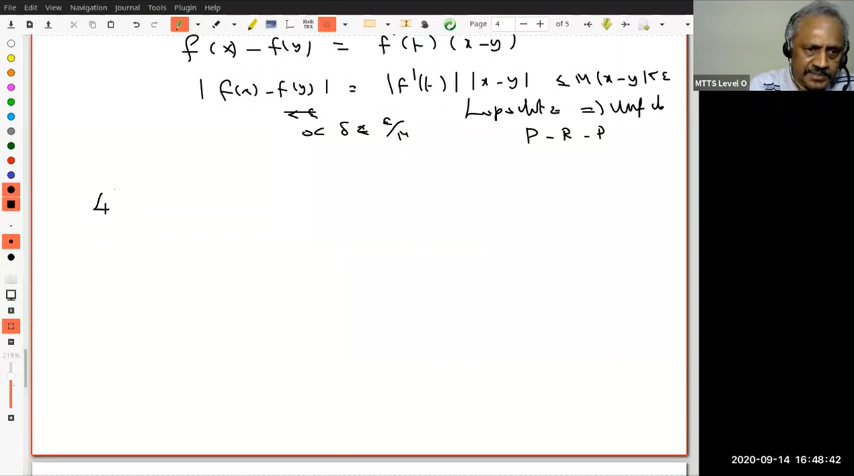 File Edit View Navigation Journal Tools Plugin Help
Page 4 of 5
f(x) - f(y) = f'(t) (x-y)
| f(x) - f(y) | = |f'(t)| |x-y| ≤ M|x-y| < ε
Lipschitz ⇒ Unif
0 < δ < ε/M
P - R - P
4
218%
MTTS Level O
2020-09-14 16:48:42